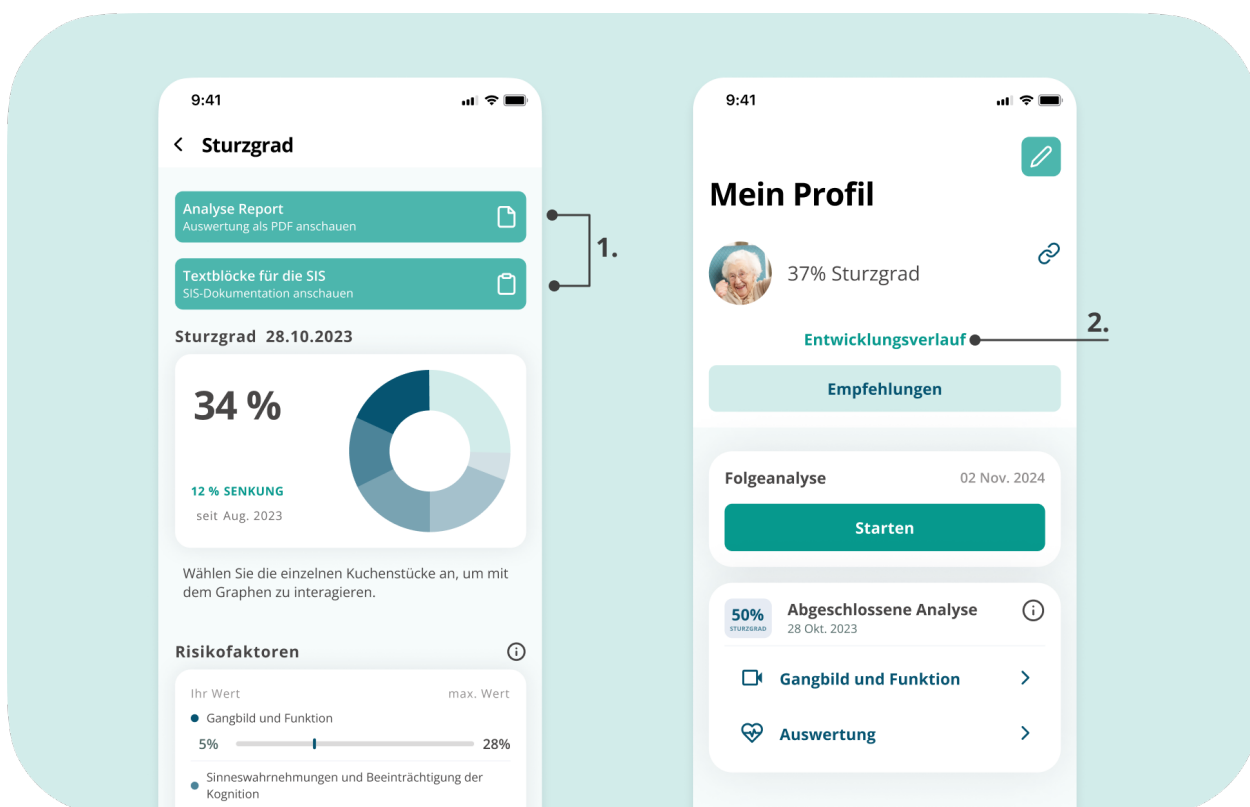 9:41
Sturzgrad
Analyse Report
Auswertung als PDF anschauen
Textblöcke für die SIS
SIS-Dokumentation anschauen
1.
Sturzgrad 28.10.2023
34 %
12 % SENKUNG
seit Aug. 2023
Wählen Sie die einzelnen Kuchenstücke an, um mit
dem Graphen zu interagieren.
Risikofaktoren
Ihr Wert
max. Wert
Gangbild und Funktion
5%
28%
Sinneswahrnehmungen und Beeinträchtigung der
Kognition
9:41
Mein Profil
37% Sturzgrad
Entwicklungsverlauf
2.
Empfehlungen
Folgeanalyse
02 Nov. 2024
Starten
50%
STURZGRAD
Abgeschlossene Analyse
28 Okt. 2023
Gangbild und Funktion
Auswertung